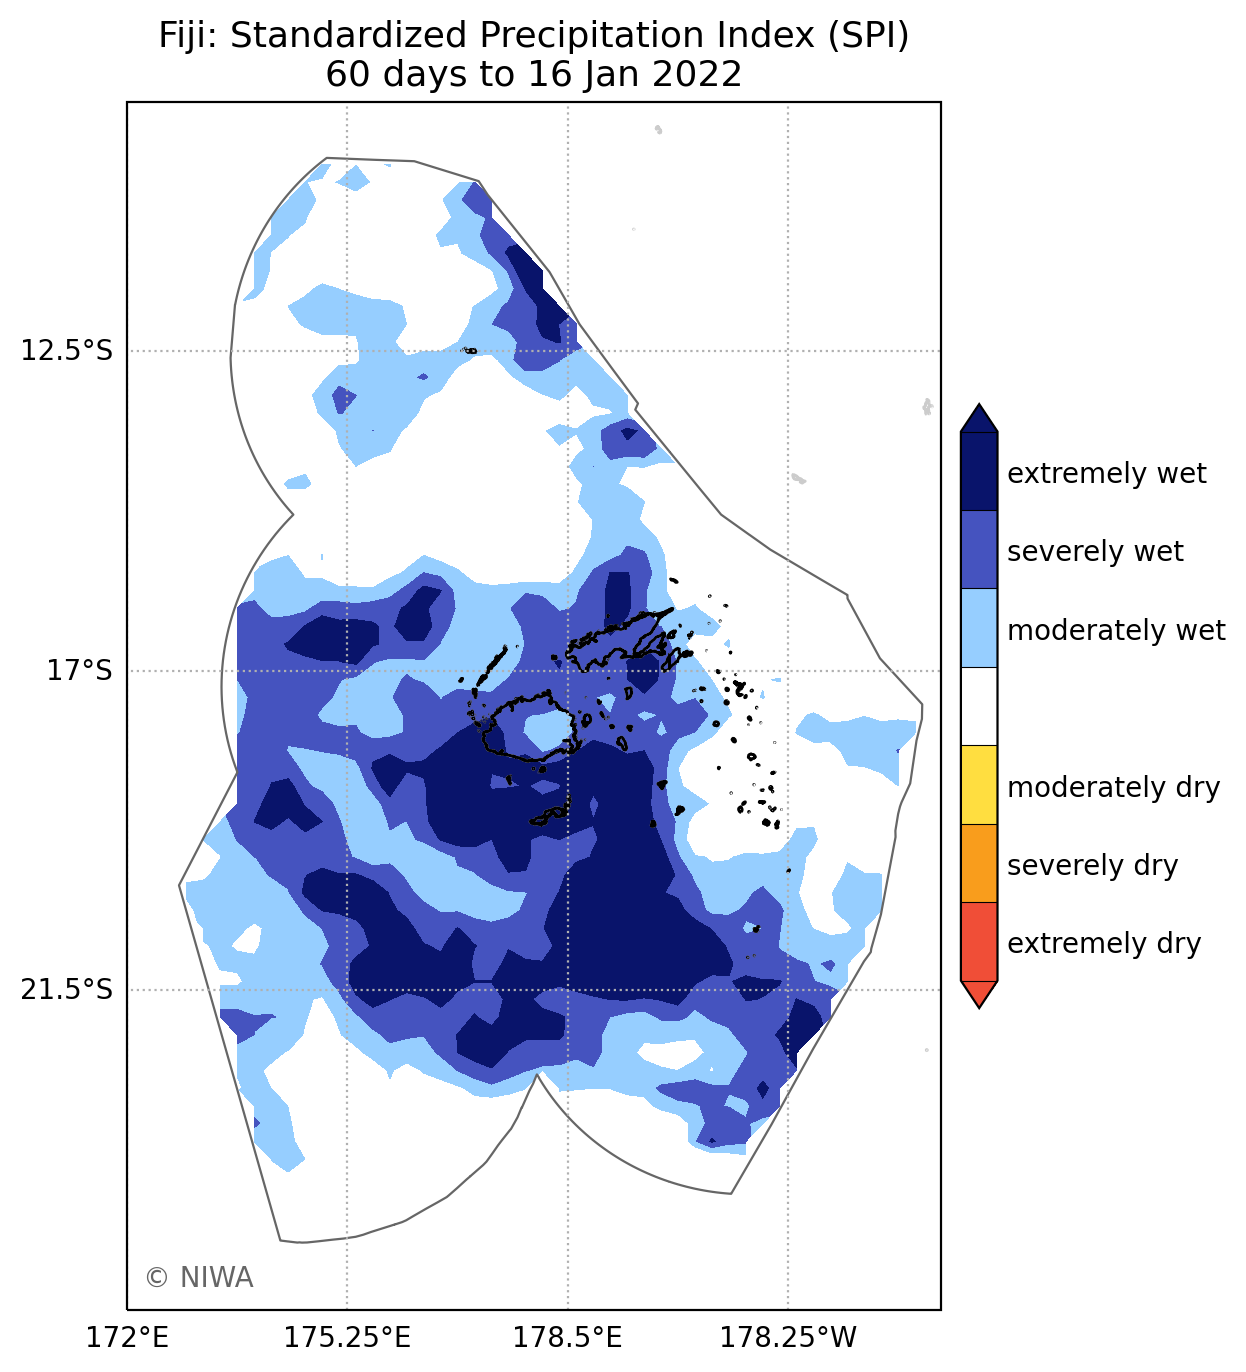 Fiji: Standardized Precipitation Index (SPI)
60 days to 16 Jan 2022
12.5°S
17°S
21.5°S
172°E
175.25°E
178.5°E
178.25°W
extremely wet
severely wet
moderately wet
moderately dry
severely dry
extremely dry
© NIWA